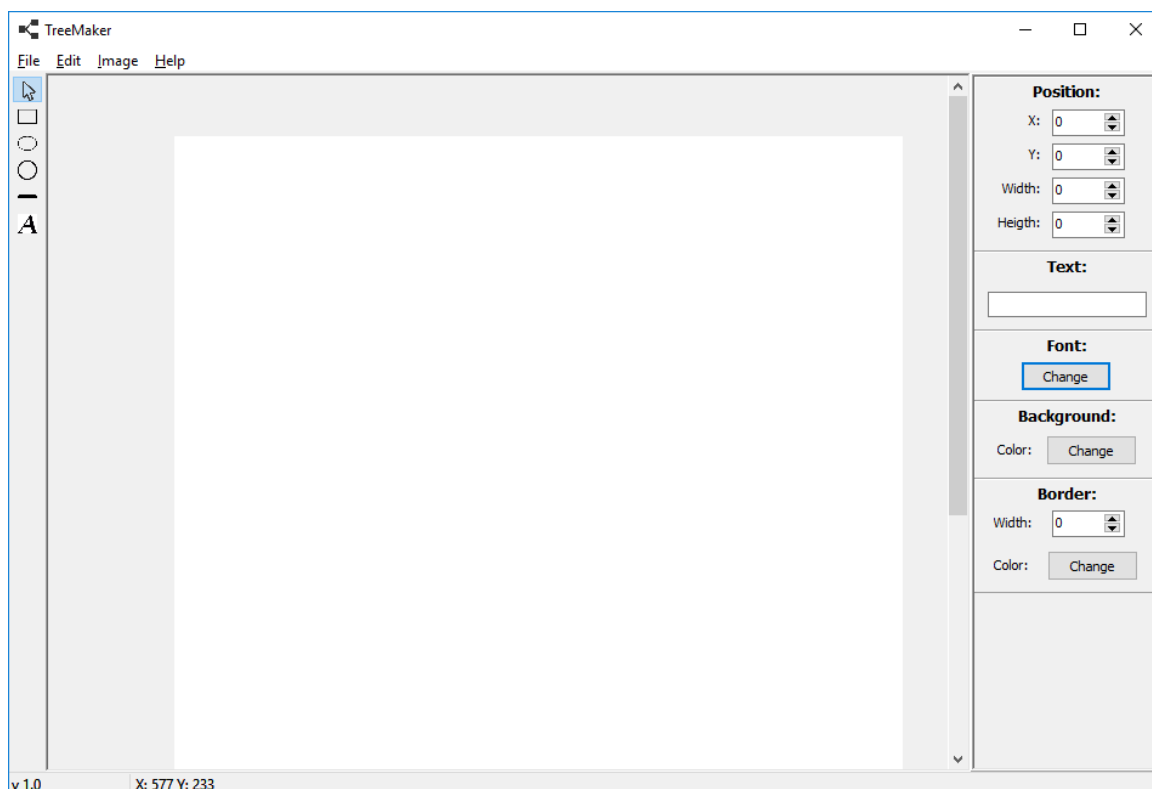 TreeMaker
File Edit Image Help
A
Position:
X: 0
Y: 0
Width: 0
Heigth: 0
Text:
Font:
Change
Background:
Color: Change
Border:
Width: 0
Color: Change
v 1.0 X: 577 Y: 233